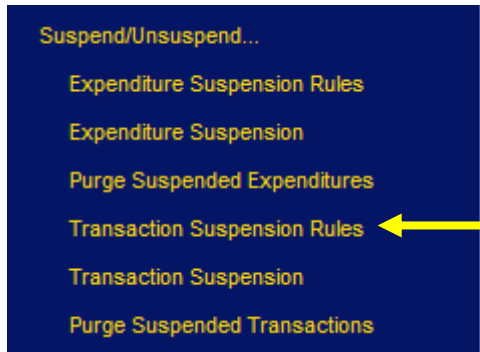 Suspend/Unsuspend...
Expenditure Suspension Rules
Expenditure Suspension
Purge Suspended Expenditures
Transaction Suspension Rules
Transaction Suspension
Purge Suspended Transactions